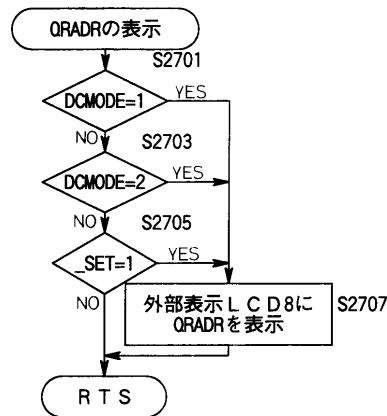 QRADRの表示
S2701
DCMODE=1
YES
NO
S2703
DCMODE=2
YES
NO
S2705
_SET=1
YES
NO
外部表示LCD8に
QRADRを表示
S2707
RTS